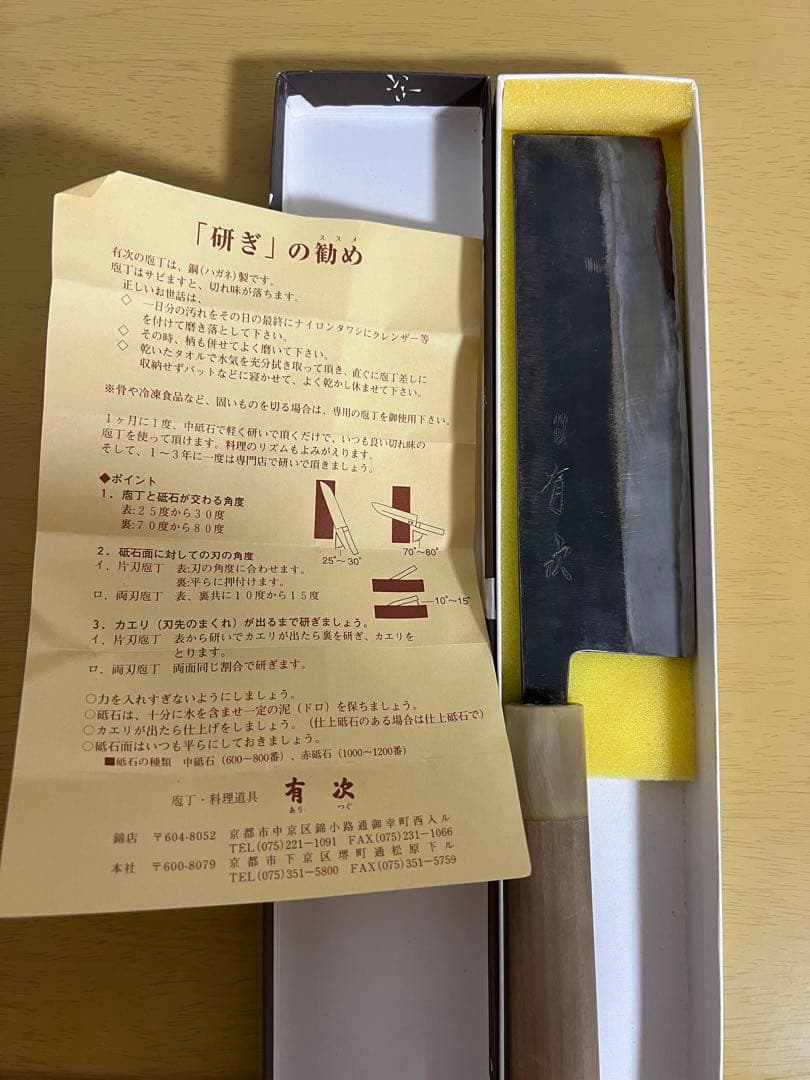 「研ぎ」の勧め
ススメ
有次の庖丁は、鋼(ハガネ)製です。
庖丁はサビますと、切れ味が落ちます。
正しいお世話は、
◇ 一日分の汚れをその日の最終にナイロンタワシにクレンザー等
を付けて磨き落として下さい。
◇ その時、柄も併せてよく磨いて下さい。
◇ 乾いたタオルで水気を充分拭き取って頂き、直ぐに庖丁差しに
収納せずバットなどに寝かせて、よく乾かし休ませて下さい。
※骨や冷凍食品など、固いものを切る場合は、専用の庖丁を御使用下さい。
1ヶ月に1度、中砥石で軽く研いで頂くだけで、いつも良い切れ味の
庖丁を使って頂けます。料理のリズムもよみがえります。
そして、1〜3年に一度は専門店で研いで頂きましょう。
◆ポイント
1．庖丁と砥石が交わる角度
表:25度から30度
裏:70度から80度
25°〜30°
70°〜80°
2．砥石面に対しての刃の角度
イ．片刃庖丁 表:刃の角度に合わせます。
裏:平らに押付けます。
ロ．両刃庖丁 表、裏共に10度から15度
10°〜15°
3．カエリ（刃先のまくれ）が出るまで研ぎましょう。
イ．片刃庖丁 表から研いでカエリが出たら裏を研ぎ、カエリを
とります。
ロ．両刃庖丁 両面同じ割合で研ぎます。
○力を入れすぎないようにしましょう。
○砥石は、十分に水を含ませ一定の泥（ドロ）を保ちましょう。
○カエリが出たら仕上げをしましょう。（仕上砥石のある場合は仕上砥石で）
○砥石面はいつも平らにしておきましょう。
■砥石の種類 中砥石（600〜800番）、赤砥石（1000〜1200番）
庖丁・料理道具 有次
あり つぐ
錦店 〒604-8052 京都市中京区錦小路通御幸町西入ル
TEL(075)221-1091 FAX(075)231-1066
本社 〒600-8079 京都市下京区堺町通松原下ル
TEL(075)351-5800 FAX(075)351-5759
有次